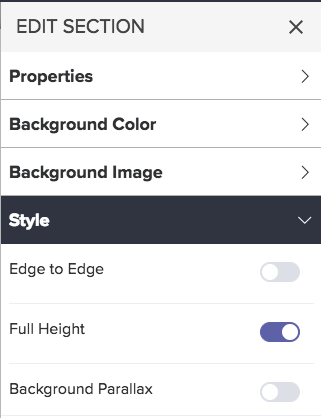 EDIT SECTION
Properties
Background Color
Background Image
Style
Edge to Edge
Full Height
Background Parallax